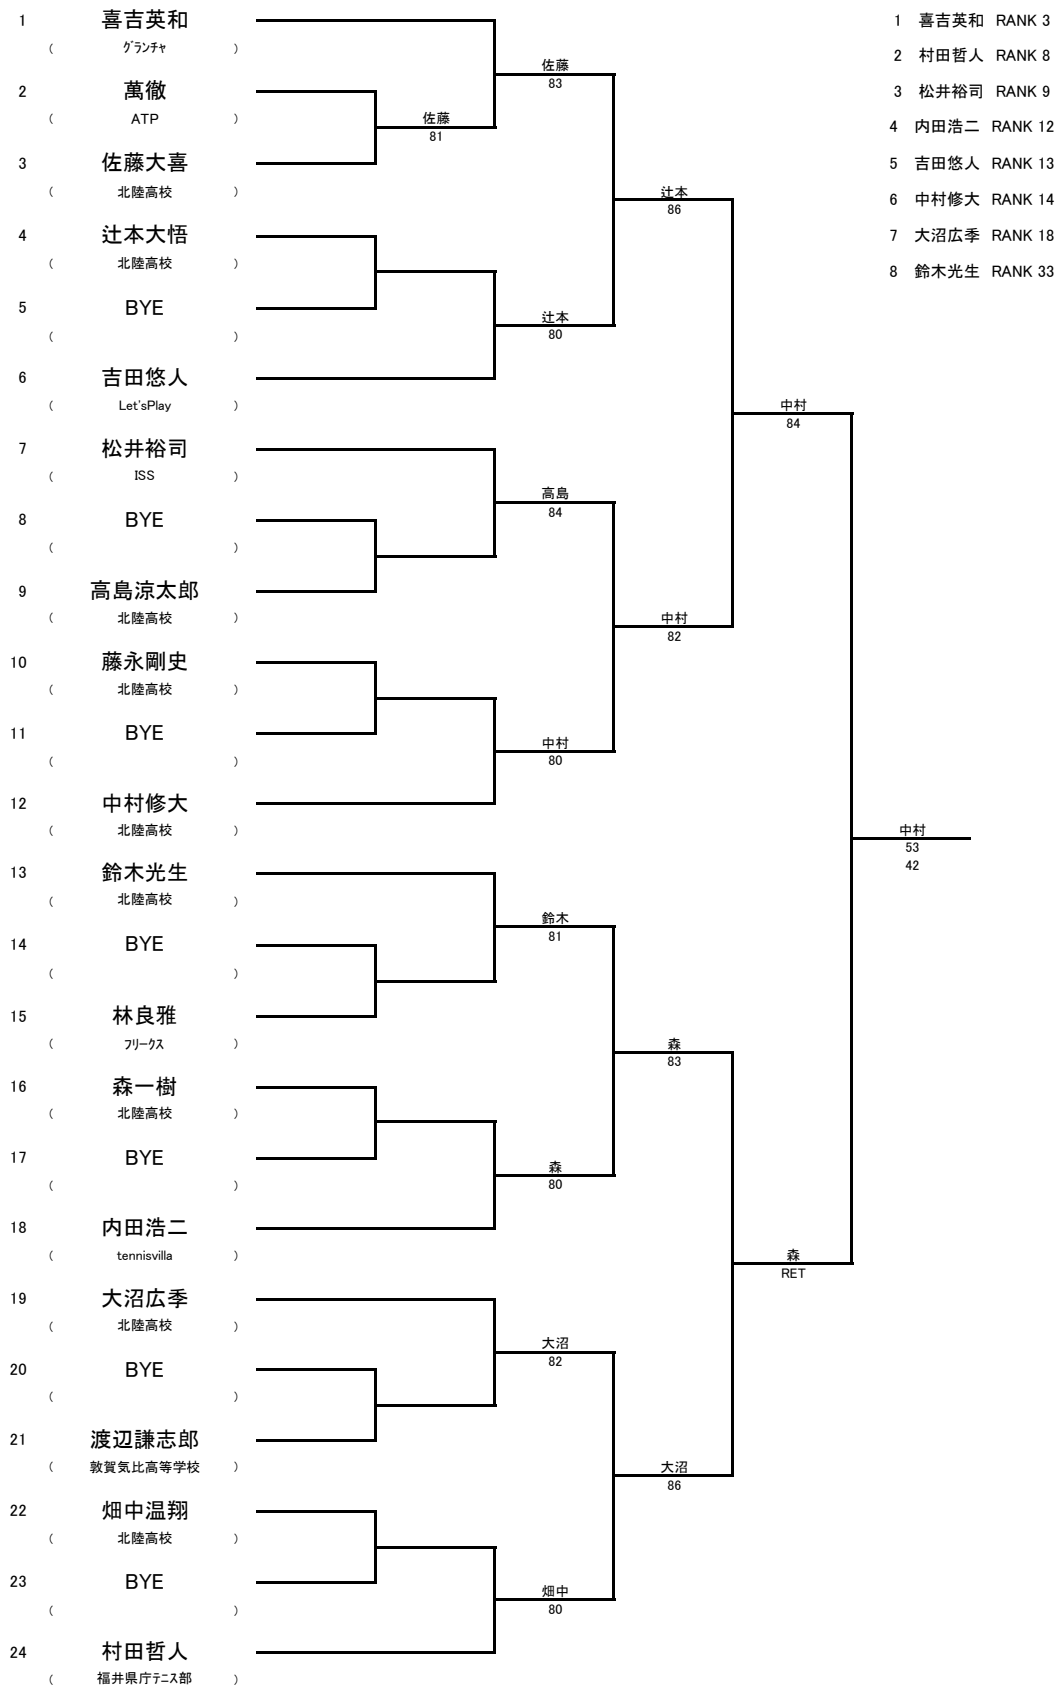 1 喜吉英和
( グランチャ )
2 萬徹
( ATP )
3 佐藤大喜
( 北陸高校 )
4 辻本大悟
( 北陸高校 )
5 BYE
( )
6 吉田悠人
( Let'sPlay )
7 松井裕司
( ISS )
8 BYE
( )
9 高島涼太郎
( 北陸高校 )
10 藤永剛史
( 北陸高校 )
11 BYE
( )
12 中村修大
( 北陸高校 )
13 鈴木光生
( 北陸高校 )
14 BYE
( )
15 林良雅
( フリークス )
16 森一樹
( 北陸高校 )
17 BYE
( )
18 内田浩二
( tennisvilla )
19 大沼広季
( 北陸高校 )
20 BYE
( )
21 渡辺謙志郎
( 敦賀気比高等学校 )
22 畑中温翔
( 北陸高校 )
23 BYE
( )
24 村田哲人
( 福井県庁テニス部 )
佐藤
81
佐藤
83
辻本
80
高島
84
中村
80
鈴木
81
森
80
大沼
82
畑中
80
辻本
86
中村
82
森
83
大沼
86
中村
84
森
RET
中村
53
42
1 喜吉英和 RANK 3
2 村田哲人 RANK 8
3 松井裕司 RANK 9
4 内田浩二 RANK 12
5 吉田悠人 RANK 13
6 中村修大 RANK 14
7 大沼広季 RANK 18
8 鈴木光生 RANK 33